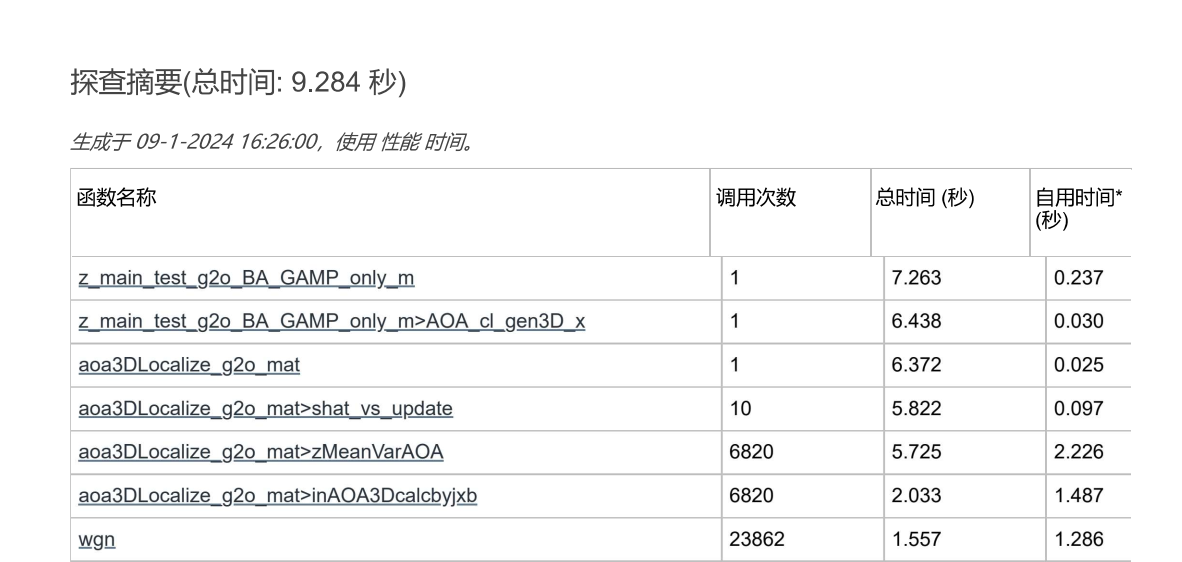 探查摘要(总时间: 9.284 秒)
生成于 09-1-2024 16:26:00，使用 性能 时间。
函数名称 调用次数 总时间 (秒) 自用时间*
(秒)
z_main_test_g2o_BA_GAMP_only_m 1 7.263 0.237
z_main_test_g2o_BA_GAMP_only_m>AOA_cl_gen3D_x 1 6.438 0.030
aoa3DLocalize_g2o_mat 1 6.372 0.025
aoa3DLocalize_g2o_mat>shat_vs_update 10 5.822 0.097
aoa3DLocalize_g2o_mat>zMeanVarAOA 6820 5.725 2.226
aoa3DLocalize_g2o_mat>inAOA3Dcalcbyjxb 6820 2.033 1.487
wgn 23862 1.557 1.286